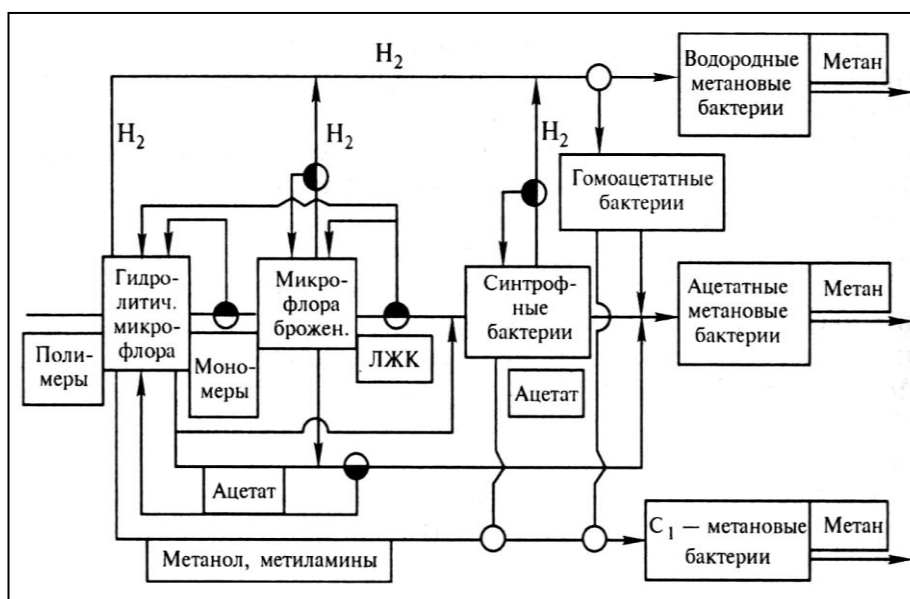 H₂
Водородные
метановые
бактерии
Метан
H₂
H₂
H₂
Гомоацетатные
бактерии
Гидро-
литич.
микро-
флора
Микро-
флора
брожен.
Синтроф-
ные
бактерии
Ацетатные
метановые
бактерии
Метан
Поли-
меры
Моно-
меры
ЛЖК
Ацетат
Ацетат
Метанол, метиламины
C₁ — метановые
бактерии
Метан